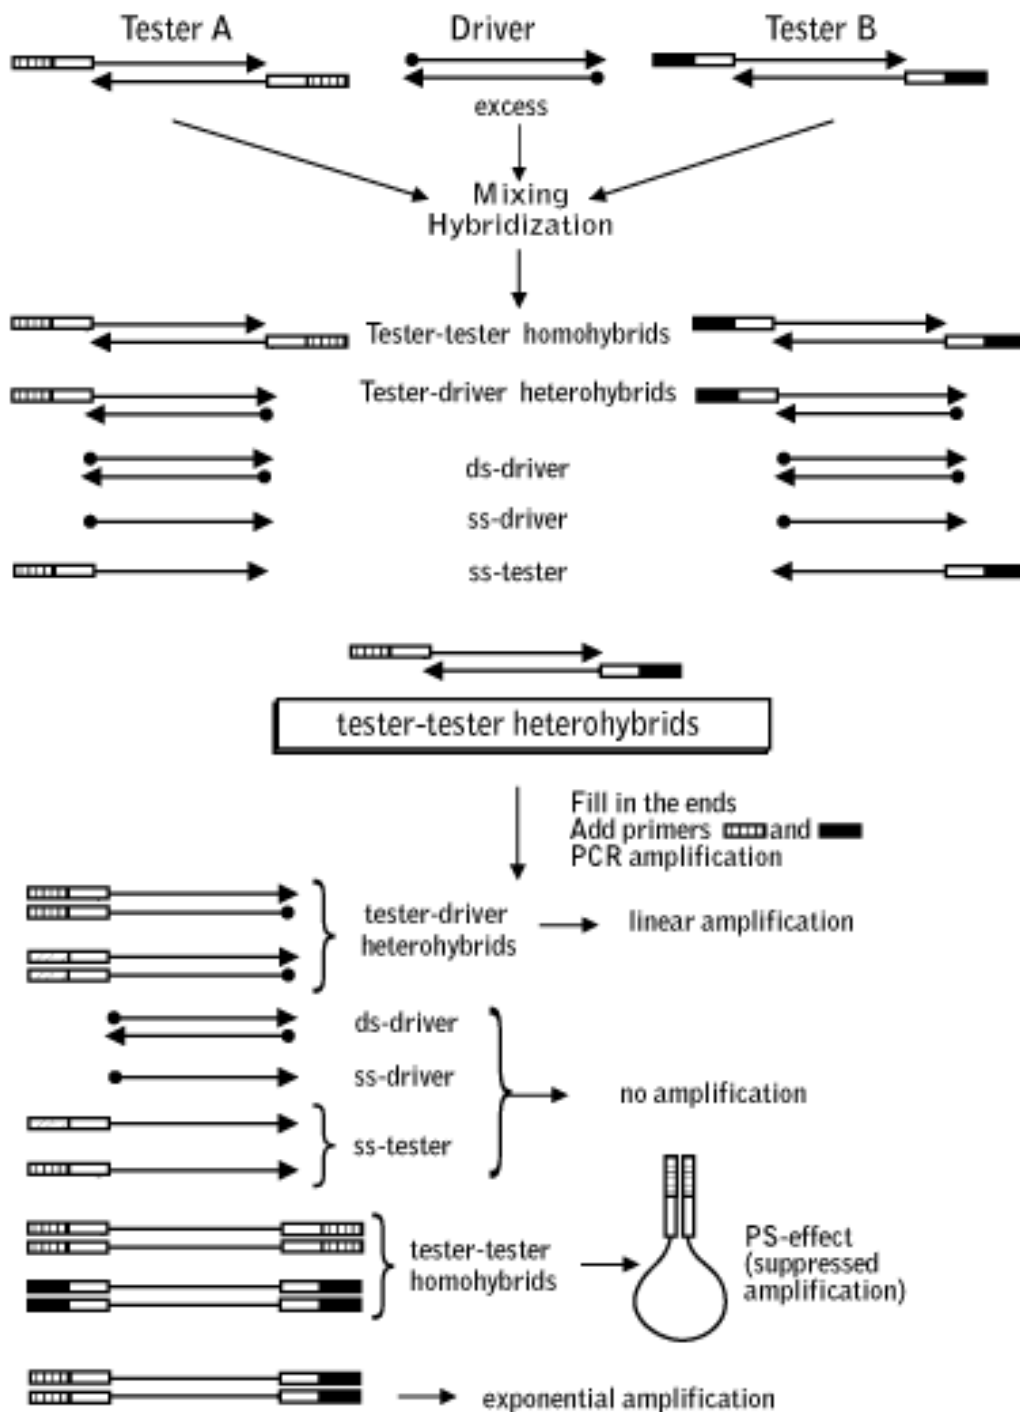 Tester A
Driver
Tester B
excess
Mixing
Hybridization
Tester-tester homohybrids
Tester-driver heterohybrids
ds-driver
ss-driver
ss-tester
tester-tester heterohybrids
Fill in the ends
Add primers and
PCR amplification
tester-driver
heterohybrids
linear amplification
ds-driver
ss-driver
no amplification
ss-tester
tester-tester
homohybrids
PS-effect
(suppressed
amplification)
exponential amplification